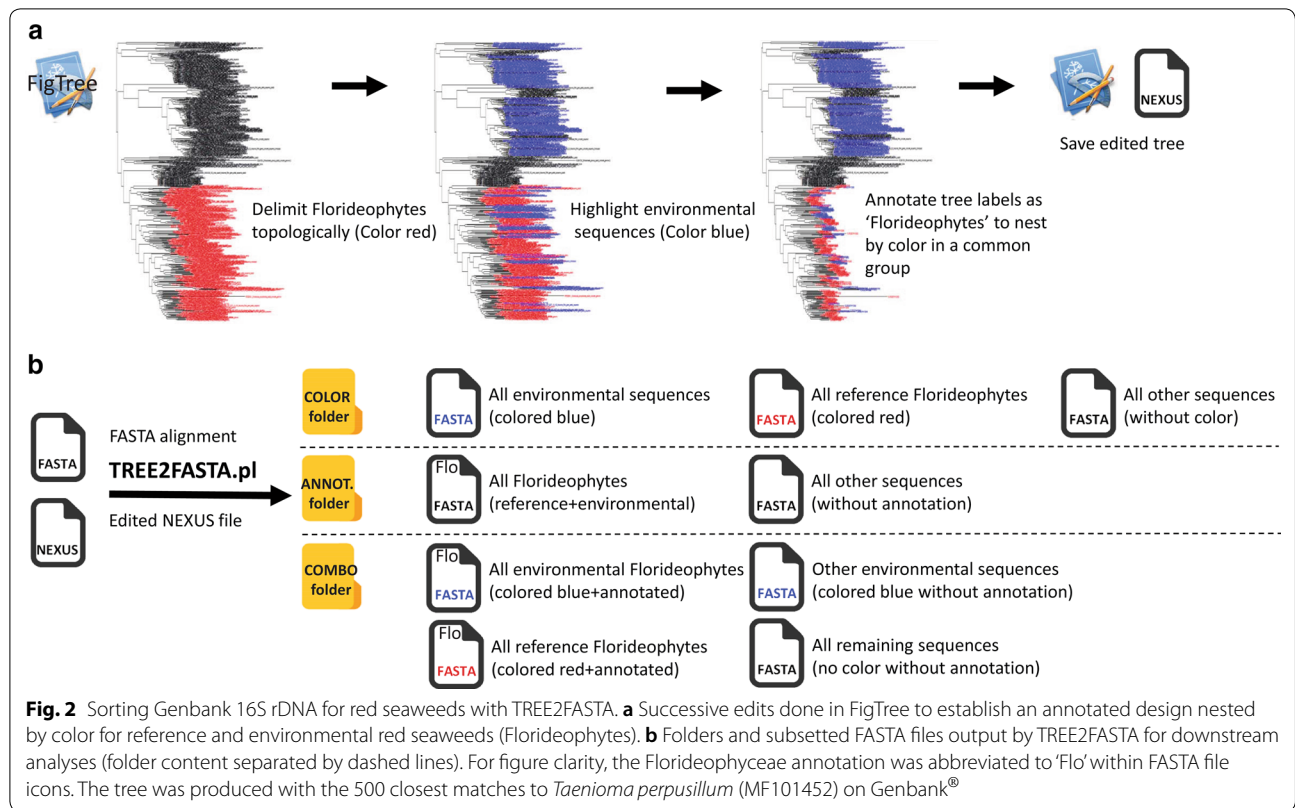 a
FigTree
NEXUS
Save edited tree
Delimit Florideophytes
topologically (Color red)
Highlight environmental
sequences (Color blue)
Annotate tree labels as
‘Florideophytes’ to nest
by color in a common
group
b
FASTA
NEXUS
FASTA alignment
TREE2FASTA.pl
Edited NEXUS file
COLOR
folder
FASTA
All environmental sequences
(colored blue)
FASTA
All reference Florideophytes
(colored red)
FASTA
All other sequences
(without color)
ANNOT.
folder
Flo
FASTA
All Florideophytes
(reference+environmental)
FASTA
All other sequences
(without annotation)
COMBO
folder
Flo
FASTA
All environmental Florideophytes
(colored blue+annotated)
FASTA
Other environmental sequences
(colored blue without annotation)
Flo
FASTA
All reference Florideophytes
(colored red+annotated)
FASTA
All remaining sequences
(no color without annotation)
Fig. 2 Sorting Genbank 16S rDNA for red seaweeds with TREE2FASTA. a Successive edits done in FigTree to establish an annotated design nested
by color for reference and environmental red seaweeds (Florideophytes). b Folders and subsetted FASTA files output by TREE2FASTA for downstream
analyses (folder content separated by dashed lines). For figure clarity, the Florideophyceae annotation was abbreviated to ‘Flo’ within FASTA file
icons. The tree was produced with the 500 closest matches to Taenioma perpusillum (MF101452) on Genbank®